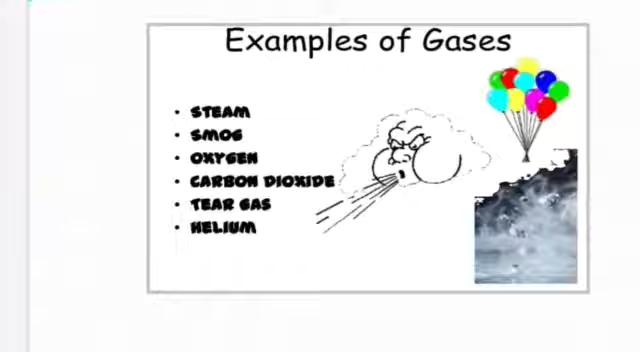 Examples of Gases
• STEAM
• SMOG
• OXYGEN
• CARBON DIOXIDE
• TEAR GAS
• HELIUM